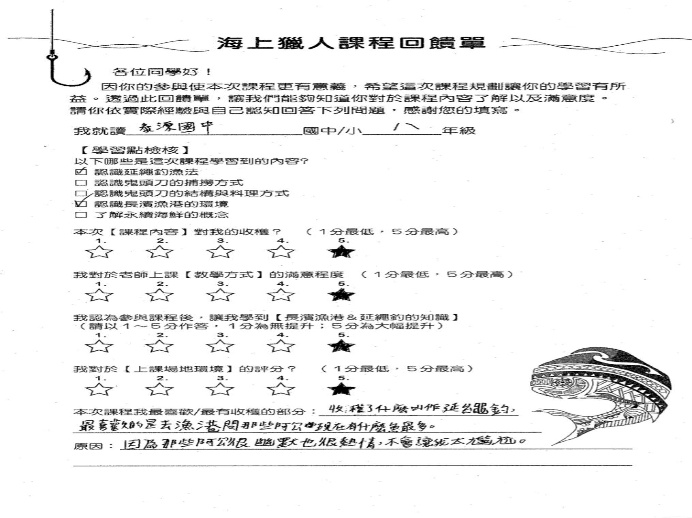 海上獵人課程回饋單
各位同學好！
因你的參與使本次課程更有意義，希望這次課程規劃讓你的學習有所
益。透過此回饋單，讓我們能夠知道你對於課程內容了解以及滿意度。
請你依實際經驗與自己認知回答下列問題，感謝您的填寫。
我就讀 泰源國中 國中/小 八 年級
【學習點檢核】
以下哪些是這次課程學習到的內容?
☑ 認識延繩釣漁法
□ 認識鬼頭刀的捕撈方式
□ 認識鬼頭刀的結構與料理方式
☑ 認識長濱漁港的環境
□ 了解永續海鮮的概念
本次【課程內容】對我的收穫？ （1分最低，5分最高）
1. 2. 3. 4. 5.
我對於老師上課【教學方式】的滿意程度 （1分最低，5分最高）
1. 2. 3. 4. 5.
我認為參與課程後，讓我學到【長濱漁港&延繩釣的知識】
（請以1～5分作答，1分為無提升；5分為大幅提升）
1. 2. 3. 4. 5.
我對於【上課場地環境】的評分？ （1分最低，5分最高）
1. 2. 3. 4. 5.
本次課程我最喜歡/最有收穫的部分： 收穫了什麼叫作延繩釣，
最喜歡的是去漁港問那些阿公現在有什麼魚最多。
原因： 因為那些阿公很幽默也很熱情，不會讓